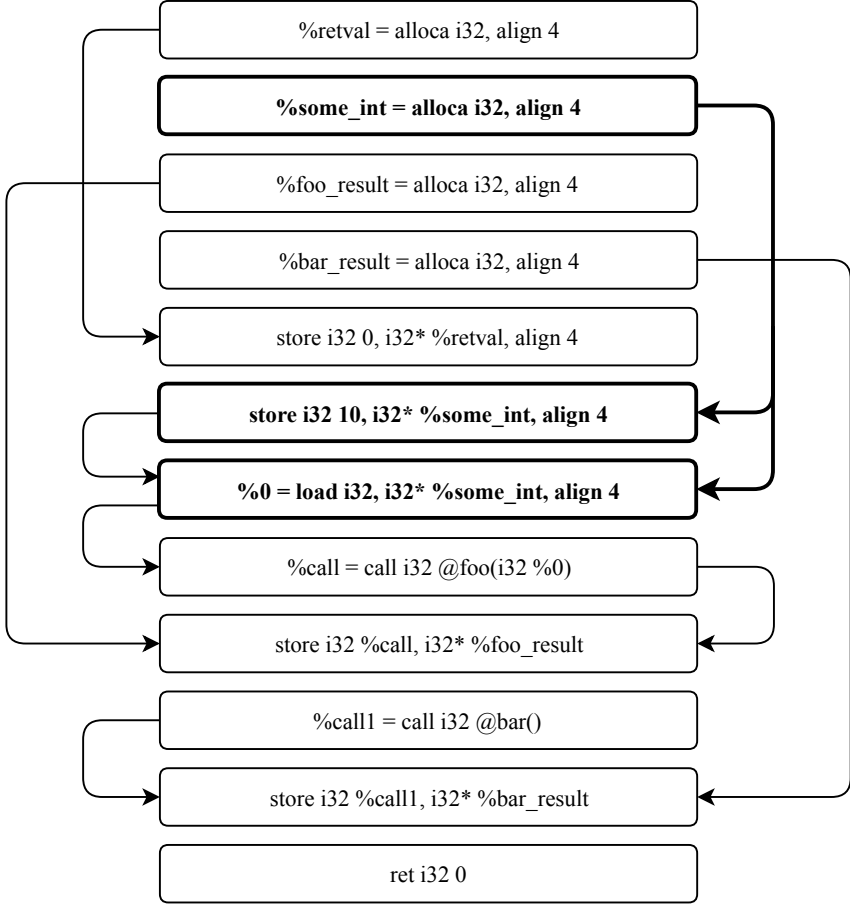 %retval = alloca i32, align 4
%some_int = alloca i32, align 4
%foo_result = alloca i32, align 4
%bar_result = alloca i32, align 4
store i32 0, i32* %retval, align 4
store i32 10, i32* %some_int, align 4
%0 = load i32, i32* %some_int, align 4
%call = call i32 @foo(i32 %0)
store i32 %call, i32* %foo_result
%call1 = call i32 @bar()
store i32 %call1, i32* %bar_result
ret i32 0